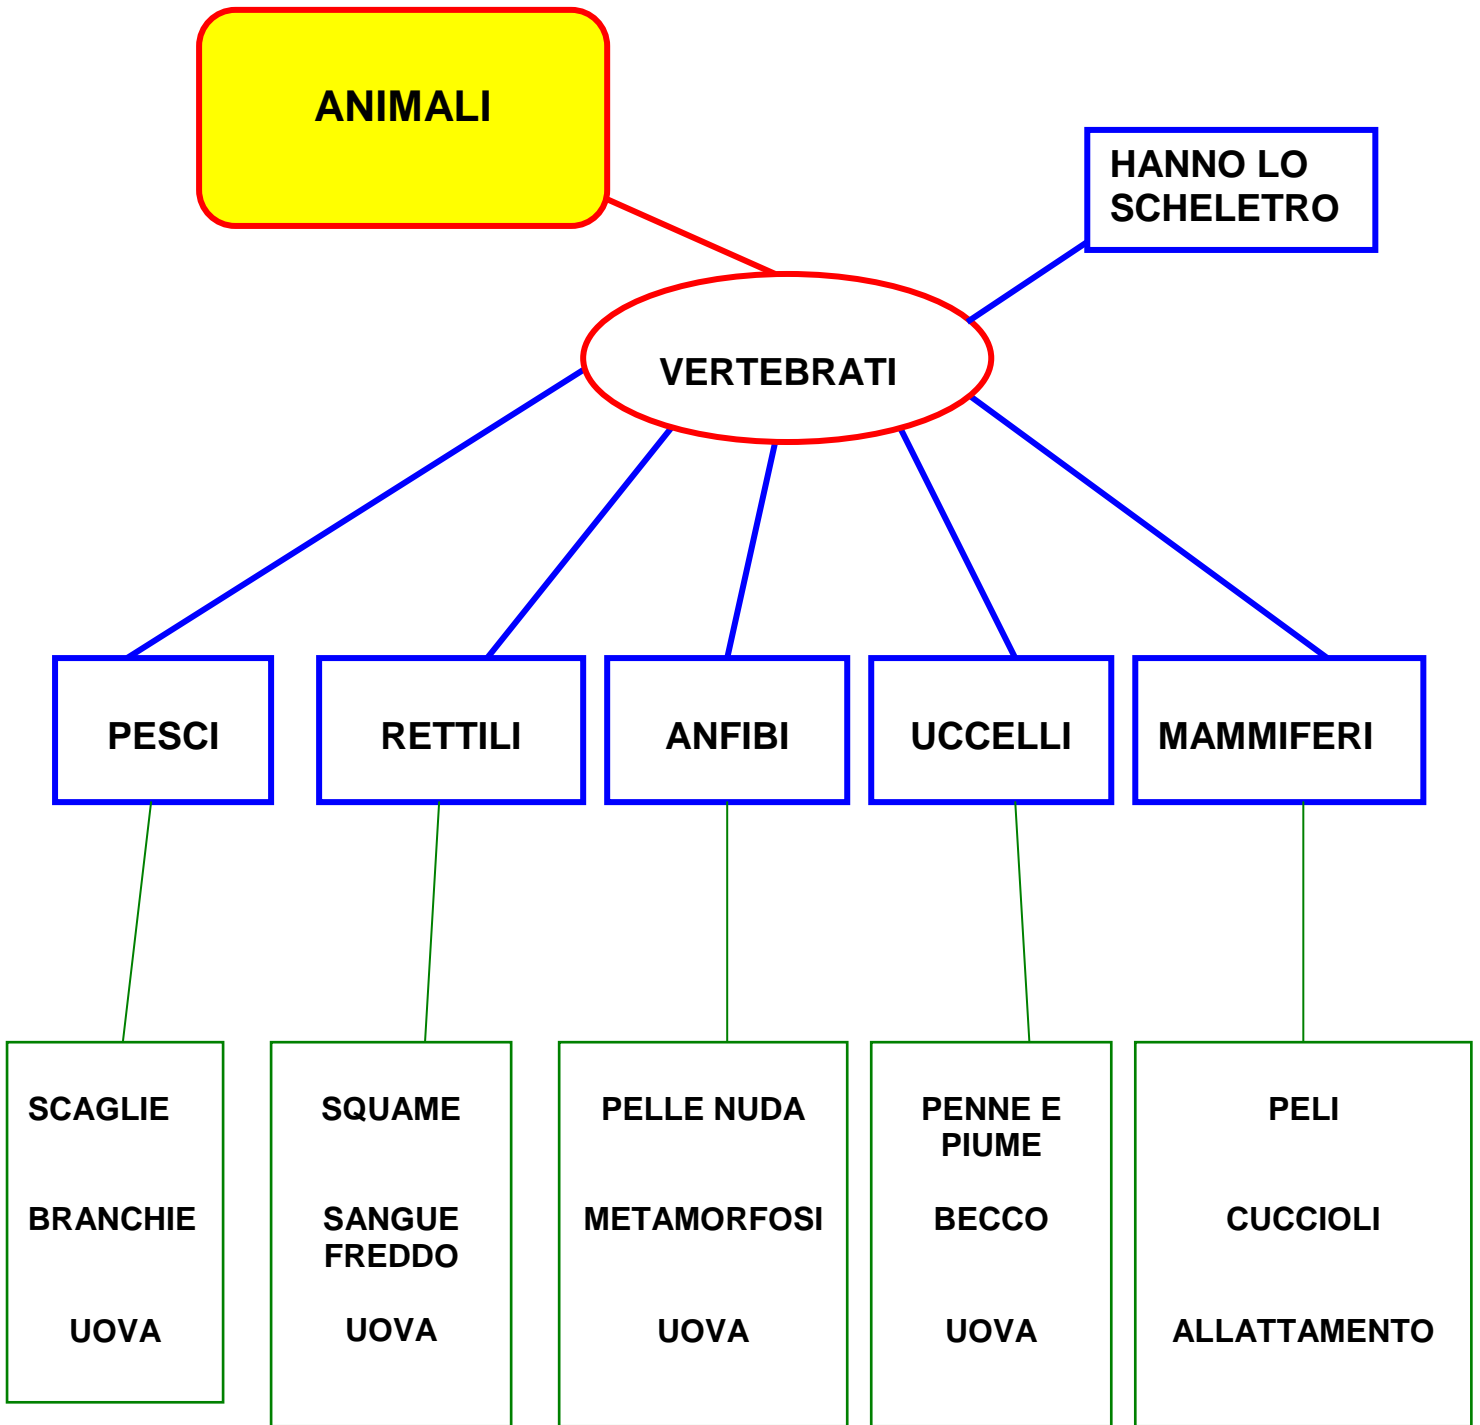 ANIMALI
HANNO LO
SCHELETRO
VERTEBRATI
PESCI
RETTILI
ANFIBI
UCCELLI
MAMMIFERI
SCAGLIE
BRANCHIE
UOVA
SQUAME
SANGUE
FREDDO
UOVA
PELLE NUDA
METAMORFOSI
UOVA
PENNE E
PIUME
BECCO
UOVA
PELI
CUCCIOLI
ALLATTAMENTO